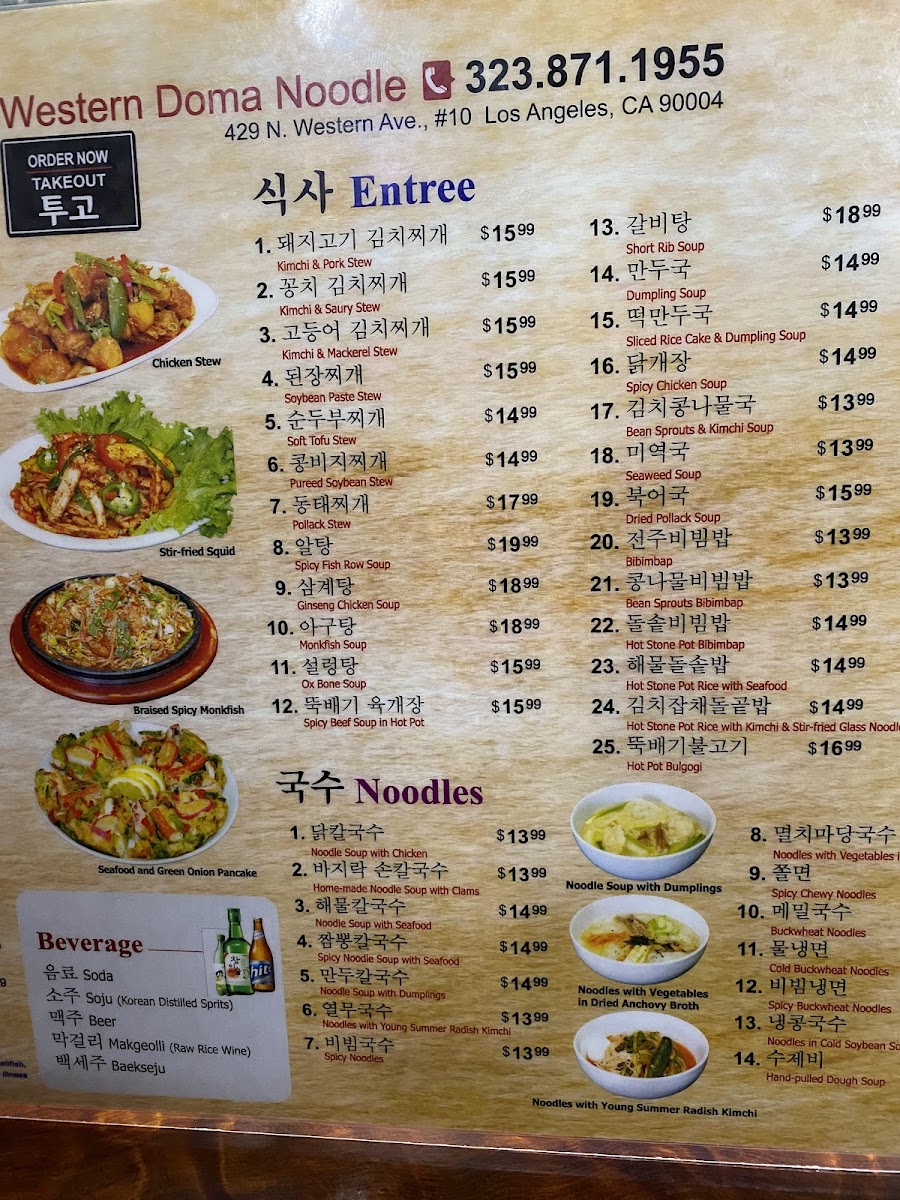 Western Doma Noodle 323.871.1955
429 N. Western Ave., #10 Los Angeles, CA 90004
ORDER NOW
TAKEOUT
투고
Chicken Stew
Stir-fried Squid
Braised Spicy Monkfish
Seafood and Green Onion Pancake
Beverage
음료 Soda
소주 Soju (Korean Distilled Sprits)
맥주 Beer
막걸리 Makgeolli (Raw Rice Wine)
백세주 Baekseju
식사 Entree
1. 돼지고기 김치찌개 $15.99
Kimchi & Pork Stew
2. 꽁치 김치찌개 $15.99
Kimchi & Saury Stew
3. 고등어 김치찌개 $15.99
Kimchi & Mackerel Stew
4. 된장찌개 $15.99
Soybean Paste Stew
5. 순두부찌개 $14.99
Soft Tofu Stew
6. 콩비지찌개 $14.99
Pureed Soybean Stew
7. 동태찌개 $17.99
Pollack Stew
8. 알탕 $19.99
Spicy Fish Row Soup
9. 삼계탕 $18.99
Ginseng Chicken Soup
10. 아구탕 $18.99
Monkfish Soup
11. 설렁탕 $15.99
Ox Bone Soup
12. 뚝배기 육개장 $15.99
Spicy Beef Soup in Hot Pot
13. 갈비탕 $18.99
Short Rib Soup
14. 만두국 $14.99
Dumpling Soup
15. 떡만두국 $14.99
Sliced Rice Cake & Dumpling Soup
16. 닭개장 $14.99
Spicy Chicken Soup
17. 김치콩나물국 $13.99
Bean Sprouts & Kimchi Soup
18. 미역국 $13.99
Seaweed Soup
19. 북어국 $15.99
Dried Pollack Soup
20. 전주비빔밥 $13.99
Bibimbap
21. 콩나물비빔밥 $13.99
Bean Sprouts Bibimbap
22. 돌솥비빔밥 $14.99
Hot Stone Pot Bibimbap
23. 해물돌솥밥 $14.99
Hot Stone Pot Rice with Seafood
24. 김치잡채돌곹밥 $14.99
Hot Stone Pot Rice with Kimchi & Stir-fried Glass Noodle
25. 뚝배기불고기 $16.99
Hot Pot Bulgogi
국수 Noodles
1. 닭칼국수 $13.99
Noodle Soup with Chicken
2. 바지락 손칼국수 $13.99
Home-made Noodle Soup with Clams
3. 해물칼국수 $14.99
Noodle Soup with Seafood
4. 짬뽕칼국수 $14.99
Spicy Noodle Soup with Seafood
5. 만두칼국수 $14.99
Noodle Soup with Dumplings
6. 열무국수 $13.99
Noodles with Young Summer Radish Kimchi
7. 비빔국수 $13.99
Spicy Noodles
Noodle Soup with Dumplings
Noodles with Vegetables
in Dried Anchovy Broth
Noodles with Young Summer Radish Kimchi
8. 멸치마당국수
Noodles with Vegetables i
9. 쫄면
Spicy Chewy Noodles
10. 메밀국수
Buckwheat Noodles
11. 물냉면
Cold Buckwheat Noodles
12. 비빔냉면
Spicy Buckwheat Noodles
13. 냉콩국수
Noodles in Cold Soybean So
14. 수제비
Hand-pulled Dough Soup